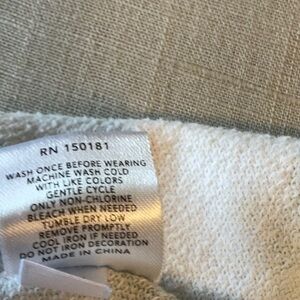 RN 150181
WASH ONCE BEFORE WEARING
MACHINE WASH COLD
WITH LIKE COLORS
GENTLE CYCLE
ONLY NON-CHLORINE
BLEACH WHEN NEEDED
TUMBLE DRY LOW
REMOVE PROMPTLY
COOL IRON IF NEEDED
DO NOT IRON DECORATION
MADE IN CHINA